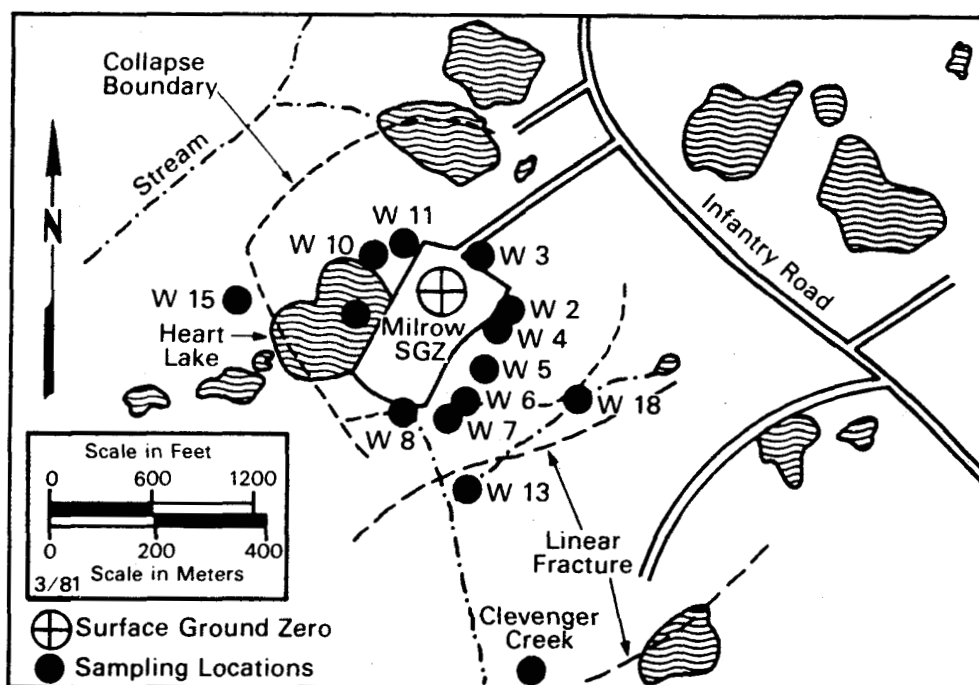 Collapse
Boundary
Stream
N
W 11
W 10
W 3
Infantry Road
W 15
W 2
Milrow
SGZ
W 4
Heart
Lake
W 5
W 6
W 18
W 8
W 7
W 13
Scale in Feet
0 600 1200
0 200 400
Scale in Meters
3/81
Linear
Fracture
Clevenger
Creek
Surface Ground Zero
Sampling Locations